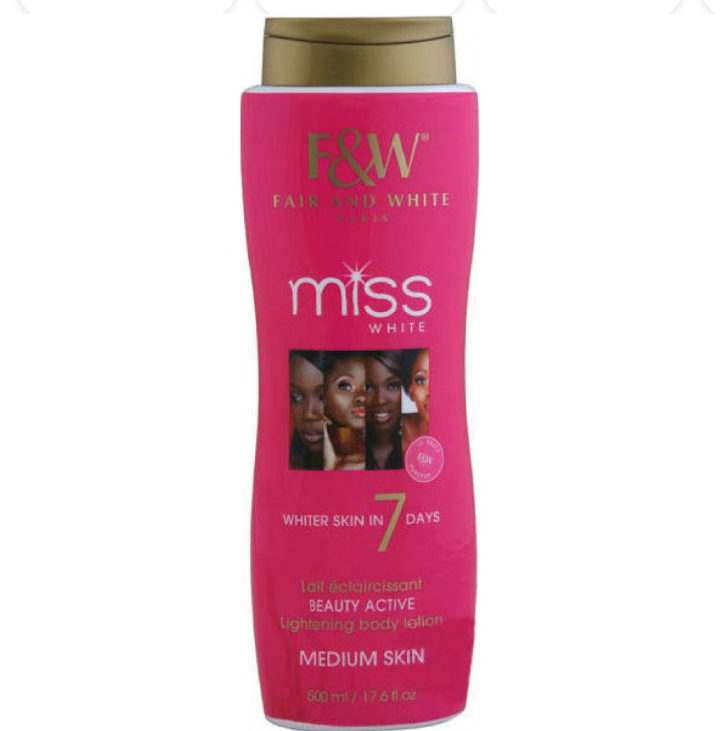 F&W®
FAIR AND WHITE
PARIS
miss
WHITE
WHITER SKIN IN 7 DAYS
F&W
Lait éclaircissant
BEAUTY ACTIVE
Lightening body lotion
MEDIUM SKIN
500 ml / 17.6 fl.oz